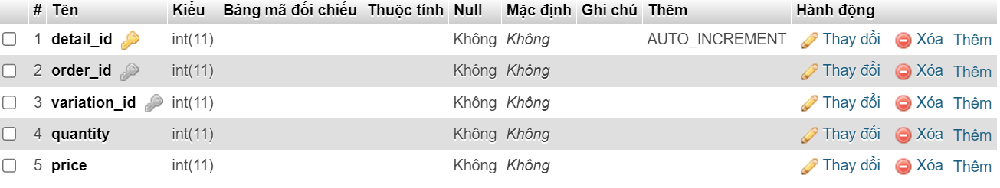 # Tên Kiểu Bảng mã đối chiếu Thuộc tính Null Mặc định Ghi chú Thêm Hành động
1 detail_id int(11) Không Không AUTO_INCREMENT Thay đổi Xóa Thêm
2 order_id int(11) Không Không Thay đổi Xóa Thêm
3 variation_id int(11) Không Không Thay đổi Xóa Thêm
4 quantity int(11) Không Không Thay đổi Xóa Thêm
5 price int(11) Không Không Thay đổi Xóa Thêm